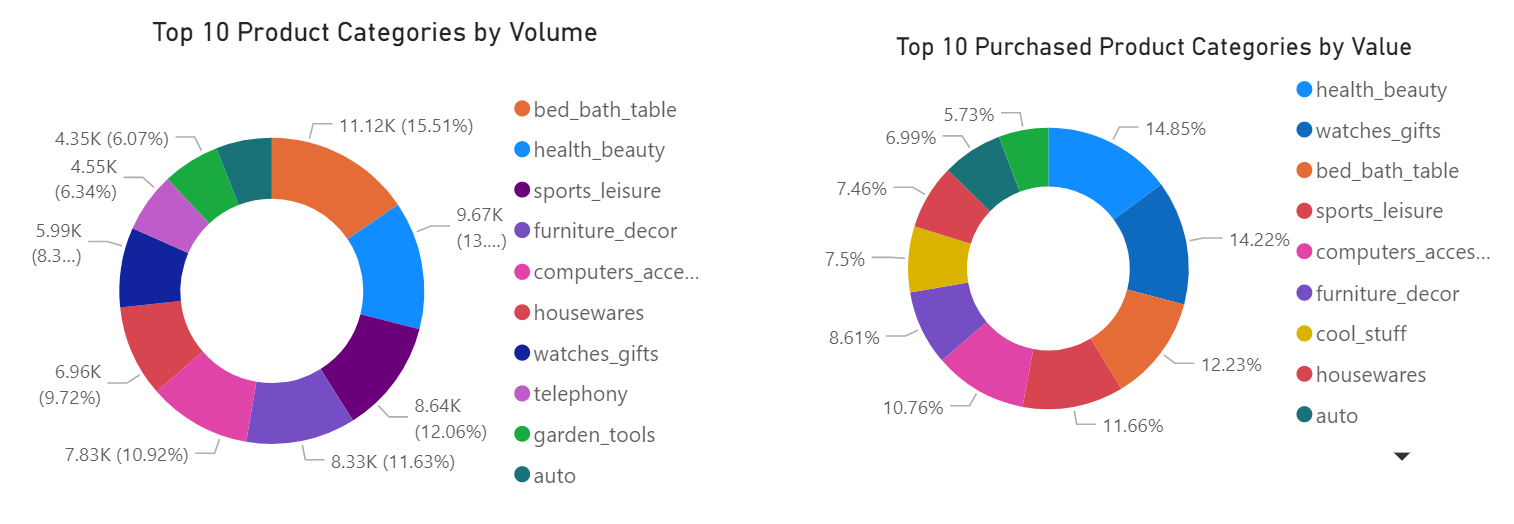 Top 10 Product Categories by Volume
11.12K (15.51%)
9.67K
(13....)
8.64K
(12.06%)
8.33K (11.63%)
7.83K (10.92%)
6.96K
(9.72%)
5.99K
(8.3...)
4.55K
(6.34%)
4.35K (6.07%)
bed_bath_table
health_beauty
sports_leisure
furniture_decor
computers_acce...
housewares
watches_gifts
telephony
garden_tools
auto
Top 10 Purchased Product Categories by Value
14.85%
14.22%
12.23%
11.66%
10.76%
8.61%
7.5%
7.46%
6.99%
5.73%
health_beauty
watches_gifts
bed_bath_table
sports_leisure
computers_acces...
furniture_decor
cool_stuff
housewares
auto